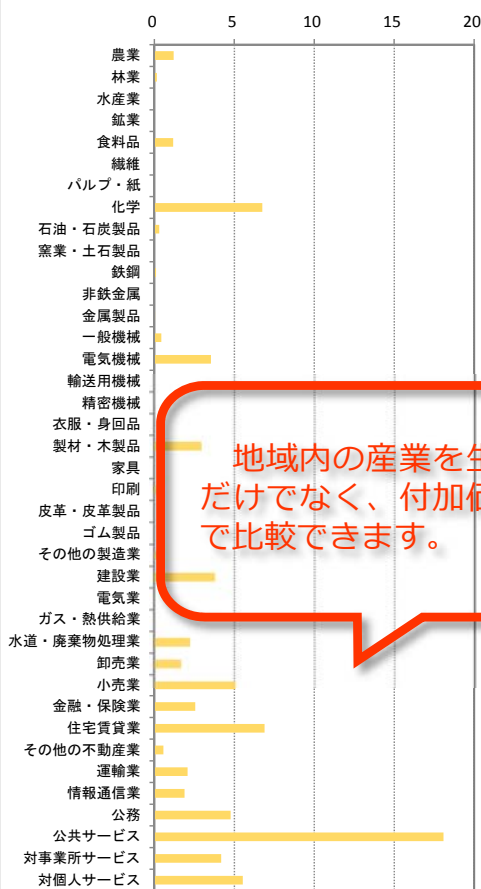 0 5 10 15 20
農業
林業
水産業
鉱業
食料品
繊維
パルプ・紙
化学
石油・石炭製品
窯業・土石製品
鉄鋼
非鉄金属
金属製品
一般機械
電気機械
輸送用機械
精密機械
衣服・身回品
製材・木製品
家具
印刷
皮革・皮革製品
ゴム製品
その他の製造業
建設業
電気業
ガス・熱供給業
水道・廃棄物処理業
卸売業
小売業
金融・保険業
住宅賃貸業
その他の不動産業
運輸業
情報通信業
公務
公共サービス
対事業所サービス
対個人サービス
地域内の産業を生
だけでなく、付加価
で比較できます。